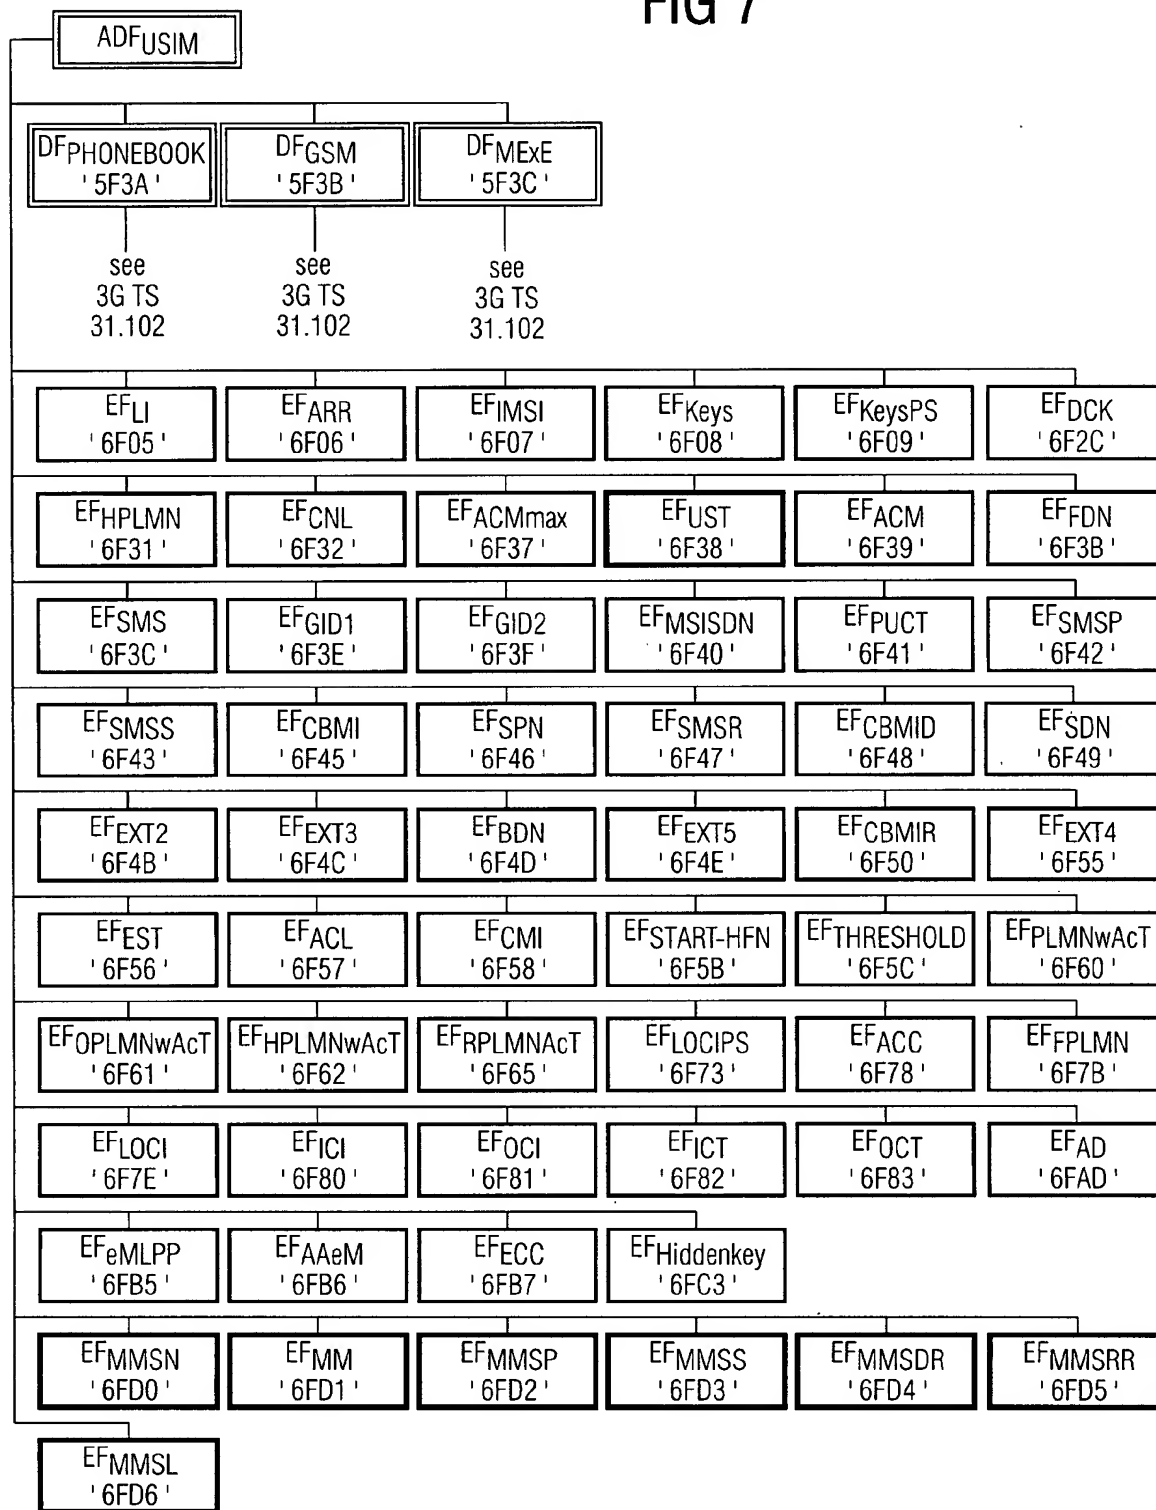 FIG 7
ADFUSIM
DFPHONEBOOK DFGSM DFMExE
'5F3A' '5F3B' '5F3C'
see see see
3G TS 3G TS 3G TS
31.102 31.102 31.102
EFLI EFARR EFIMSI EFKeys EFKeysPS EFDCK
'6F05' '6F06' '6F07' '6F08' '6F09' '6F2C'
EFHPLMN EFCNL EFACMmax EFUST EFACM EFFDN
'6F31' '6F32' '6F37' '6F38' '6F39' '6F3B'
EFSMS EFGID1 EFGID2 EFMSISDN EFPUCT EFSMSP
'6F3C' '6F3E' '6F3F' '6F40' '6F41' '6F42'
EFSMSS EFCBMI EFSPN EFSMSR EFCBMID EFSDN
'6F43' '6F45' '6F46' '6F47' '6F48' '6F49'
EFEXT2 EFEXT3 EFBDN EFEXT5 EFCBMIR EFEXT4
'6F4B' '6F4C' '6F4D' '6F4E' '6F50' '6F55'
EFEST EFACL EFCMI EFSTART-HFN EFTHRESHOLD EFPLMNwAcT
'6F56' '6F57' '6F58' '6F5B' '6F5C' '6F60'
EFOPLMNwAcT EFHPLMNwAcT EFRPLMNAcT EFLOCIPS EFACC EFFPLMN
'6F61' '6F62' '6F65' '6F73' '6F78' '6F7B'
EFLOCI EFICI EFOCI EFICT EFOCT EFAD
'6F7E' '6F80' '6F81' '6F82' '6F83' '6FAD'
EFeMLPP EFAAeM EFECC EFHiddenkey
'6FB5' '6FB6' '6FB7' '6FC3'
EFMMSN EFMM EFMMSP EFMMSS EFMMSDR EFMMSRR
'6FD0' '6FD1' '6FD2' '6FD3' '6FD4' '6FD5'
EFMMSL
'6FD6'